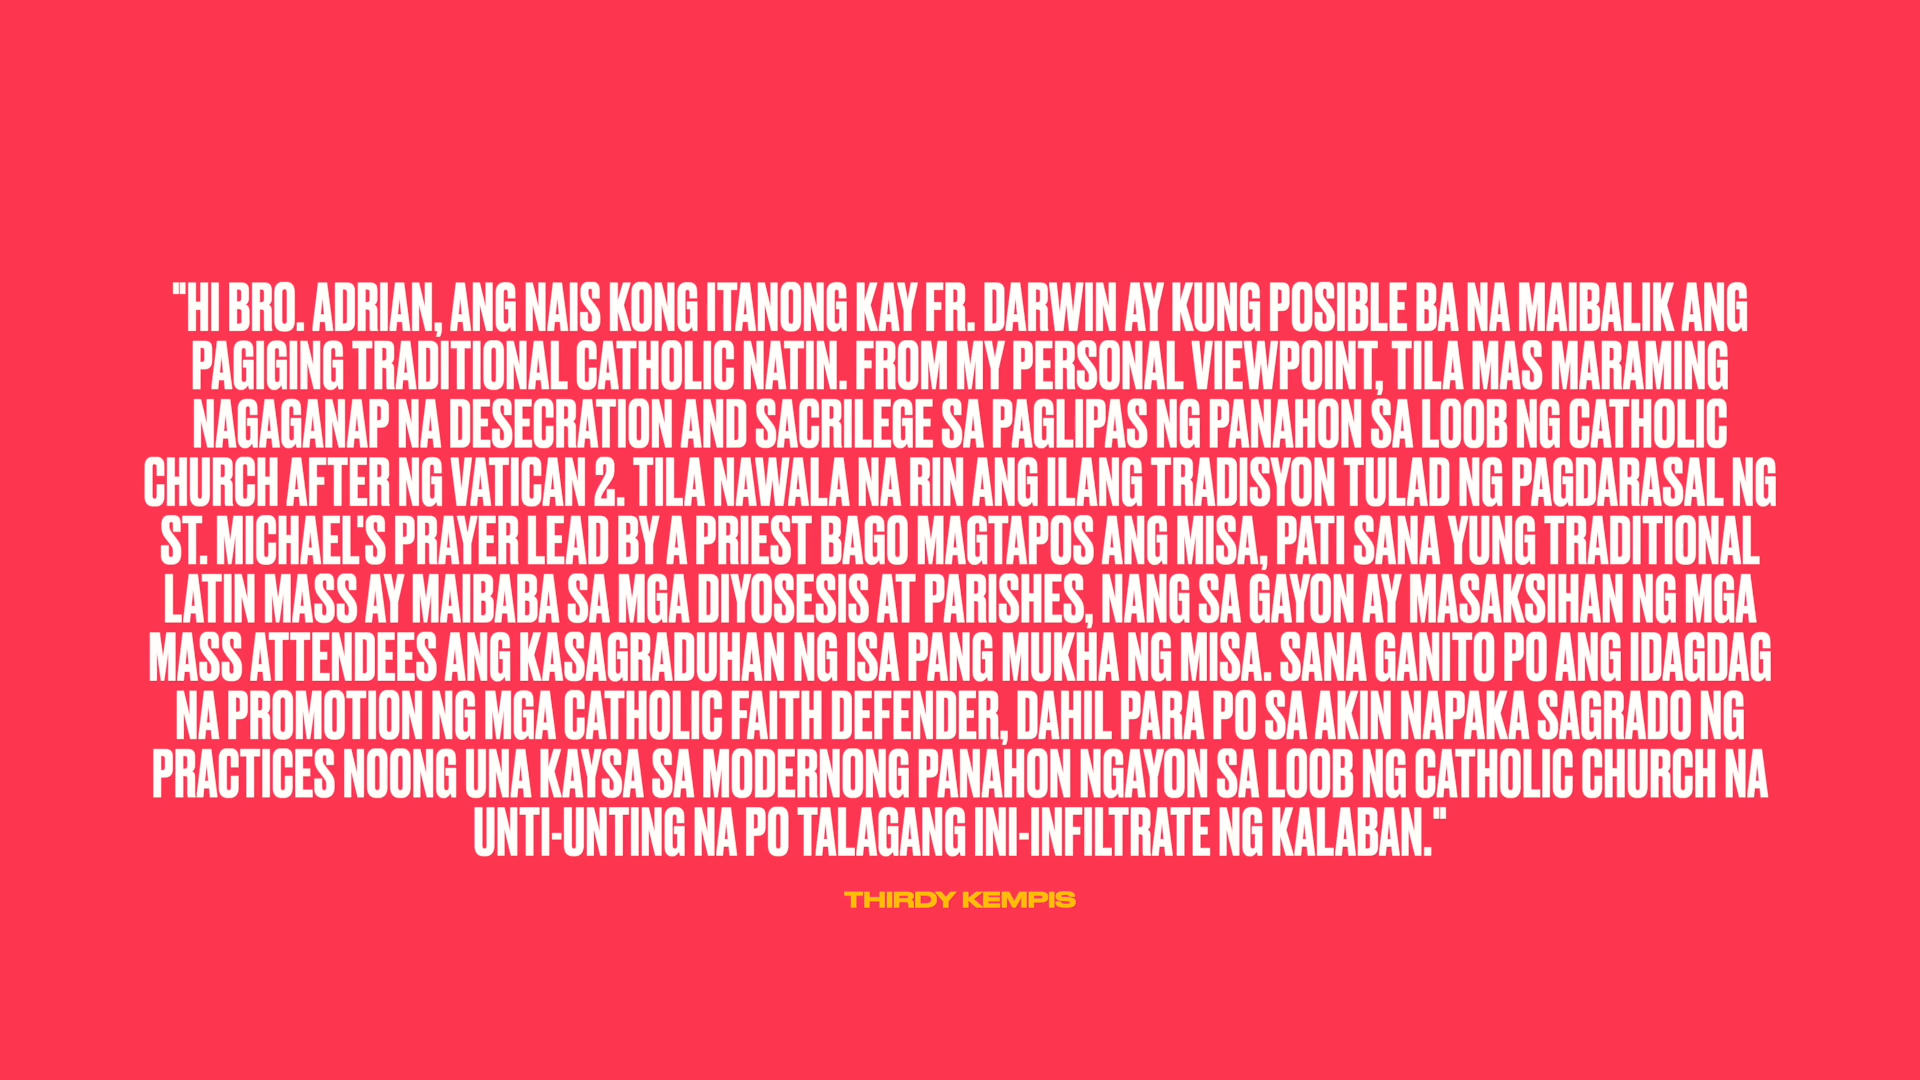 "HI BRO. ADRIAN, ANG NAIS KONG ITANONG KAY FR. DARWIN AY KUNG POSIBLE BA NA MAIBALIK ANG
PAGIGING TRADITIONAL CATHOLIC NATIN. FROM MY PERSONAL VIEWPOINT, TILA MAS MARAMING
NAGAGANAP NA DESECRATION AND SACRILEGE SA PAGLIPAS NG PANAHON SA LOOB NG CATHOLIC
CHURCH AFTER NG VATICAN 2. TILA NAWALA NA RIN ANG ILANG TRADISYON TULAD NG PAGDARASAL NG
ST. MICHAEL'S PRAYER LEAD BY A PRIEST BAGO MAGTAPOS ANG MISA, PATI SANA YUNG TRADITIONAL
LATIN MASS AY MAIBABA SA MGA DIYOSESIS AT PARISHES, NANG SA GAYON AY MASAKSIHAN NG MGA
MASS ATTENDEES ANG KASAGRADUHAN NG ISA PANG MUKHA NG MISA. SANA GANITO PO ANG IDAGDAG
NA PROMOTION NG MGA CATHOLIC FAITH DEFENDER, DAHIL PARA PO SA AKIN NAPAKA SAGRADO NG
PRACTICES NOONG UNA KAYSA SA MODERNONG PANAHON NGAYON SA LOOB NG CATHOLIC CHURCH NA
UNTI-UNTING NA PO TALAGANG INI-INFILTRATE NG KALABAN."
THIRDY KEMPIS